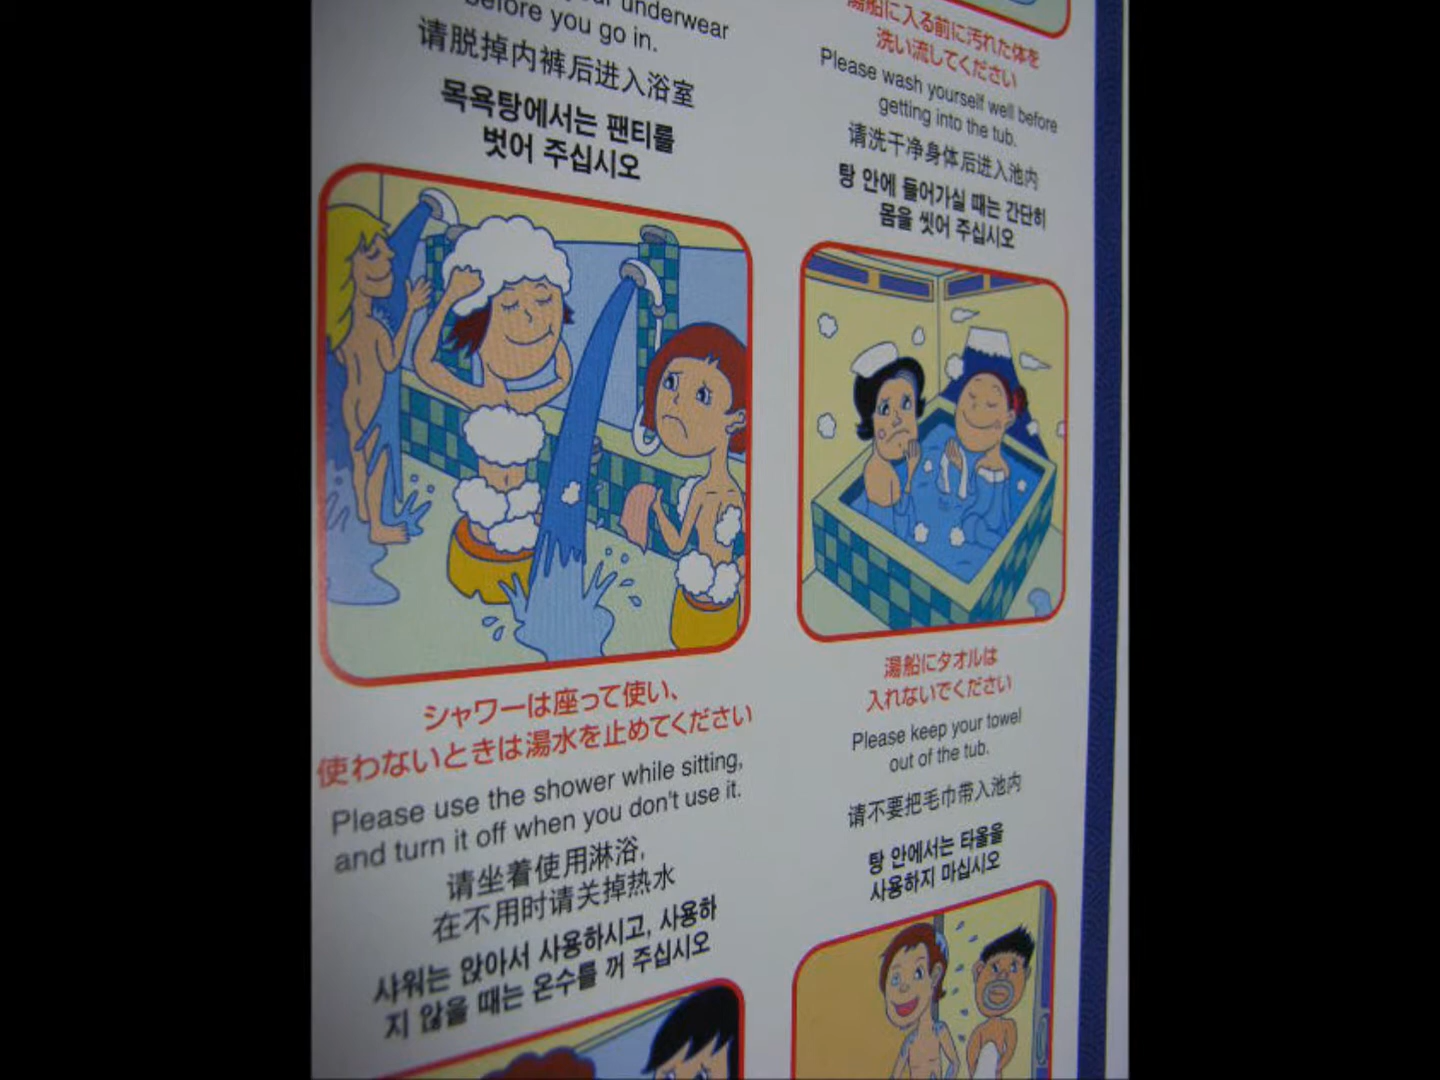 underwear
before you go in.
请脱掉内裤后进入浴室
목욕탕에서는 팬티를
벗어 주십시오
シャワーは座って使い、
使わないときは湯水を止めてください
Please use the shower while sitting,
and turn it off when you don't use it.
请坐着使用淋浴,
在不用时请关掉热水
샤워는 앉아서 사용하시고, 사용하
지 않을 때는 온수를 꺼 주십시오
湯船に入る前に汚れた体を
洗い流してください
Please wash yourself well before
getting into the tub.
请洗干净身体后进入池内
탕 안에 들어가실 때는 간단히
몸을 씻어 주십시오
湯船にタオルは
入れないでください
Please keep your towel
out of the tub.
请不要把毛巾带入池内
탕 안에서는 타올을
사용하지 마십시오